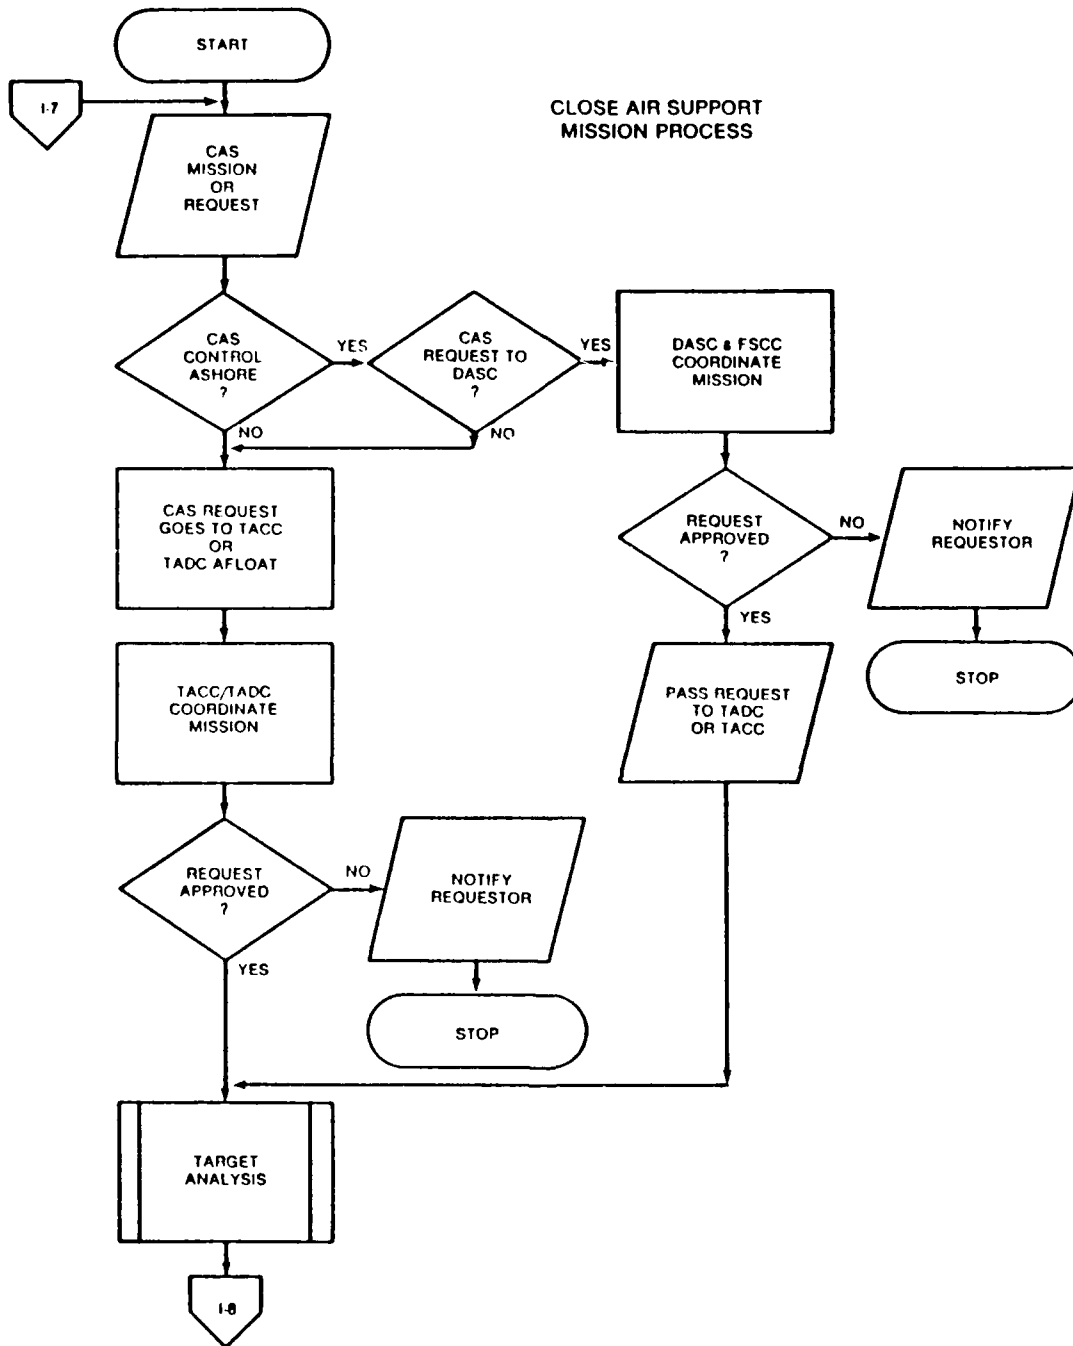 START
I-7
CLOSE AIR SUPPORT
MISSION PROCESS
CAS
MISSION
OR
REQUEST
CAS
CONTROL
ASHORE
?
YES
NO
CAS
REQUEST TO
DASC
?
YES
NO
DASC & FSCC
COORDINATE
MISSION
CAS REQUEST
GOES TO TACC
OR
TADC AFLOAT
REQUEST
APPROVED
?
NO
YES
NOTIFY
REQUESTOR
STOP
TACC/TADC
COORDINATE
MISSION
PASS REQUEST
TO TADC
OR TACC
REQUEST
APPROVED
?
NO
YES
NOTIFY
REQUESTOR
STOP
TARGET
ANALYSIS
I-8